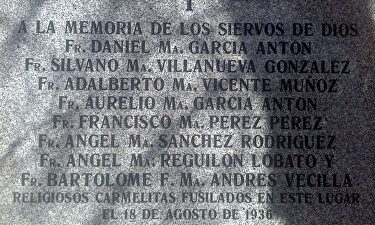 A LA MEMORIA DE LOS SIERVOS DE DIOS
FR. DANIEL Mª. GARCIA ANTON
FR. SILVANO Mª. VILLANUEVA GONZALEZ
FR. ADALBERTO Mª. VICENTE MUÑOZ
FR. AURELIO Mª. GARCIA ANTON
FR. FRANCISCO Mª. PEREZ PEREZ
FR. ANGEL Mª. SANCHEZ RODRIGUEZ
FR. ANGEL Mª. REGUILON LOBATO Y
FR. BARTOLOME F. Mª. ANDRES VECILLA
RELIGIOSOS CARMELITAS FUSILADOS EN ESTE LUGAR
EL 18 DE AGOSTO DE 1936